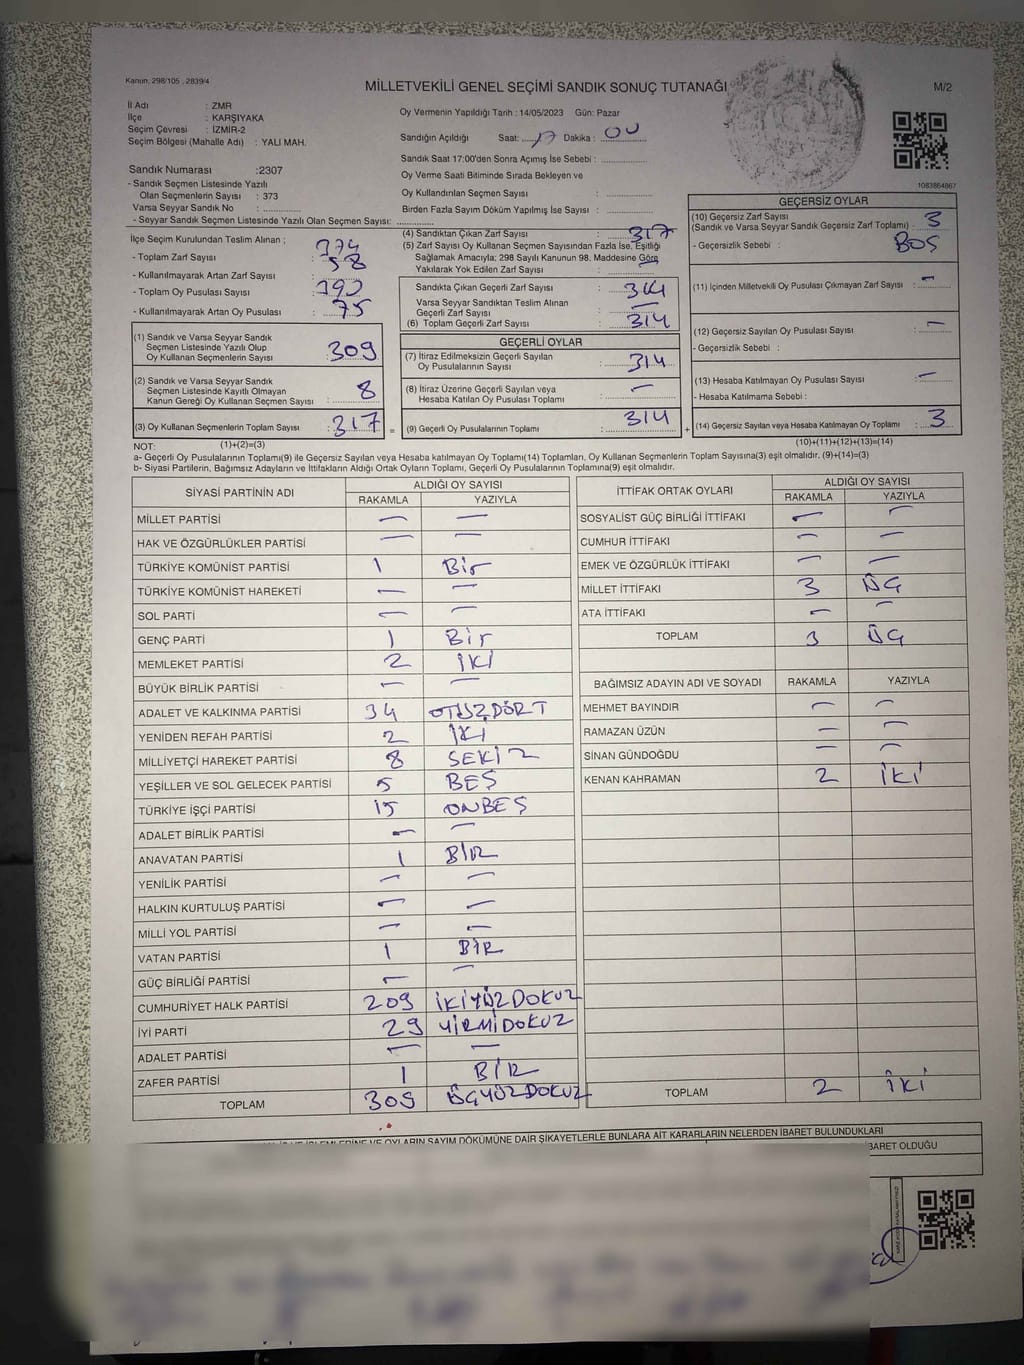 Kanun. 298/105 , 2839/4
MİLLETVEKİLİ GENEL SEÇİMİ SANDIK SONUÇ TUTANAĞI
M/2
İl Adı : ZMR
İlçe : KARŞIYAKA
Seçim Çevresi : İZMİR-2
Seçim Bölgesi (Mahalle Adı) : YALI MAH.
Oy Vermenin Yapıldığı Tarih : 14/05/2023 Gün: Pazar
Sandığın Açıldığı Saat: 17 Dakika : 00
Sandık Saat 17:00'den Sonra Açımış İse Sebebi :
Oy Verme Saati Bitiminde Sırada Bekleyen ve
Oy Kullandırılan Seçmen Sayısı :
Birden Fazla Sayım Döküm Yapılmış İse Sayısı :
Sandık Numarası :2307
- Sandık Seçmen Listesinde Yazılı
Olan Seçmenlerin Sayısı : 373
Varsa Seyyar Sandık No :
- Seyyar Sandık Seçmen Listesinde Yazılı Olan Seçmen Sayısı:
1083864867
İlçe Seçim Kurulundan Teslim Alınan ;
- Toplam Zarf Sayısı :
- Kullanılmayarak Artan Zarf Sayısı : 58
- Toplam Oy Pusulası Sayısı :
- Kullanılmayarak Artan Oy Pusulası : 75
(1) Sandık ve Varsa Seyyar Sandık
Seçmen Listesinde Yazılı Olup
Oy Kullanan Seçmenlerin Sayısı : 309
(2) Sandık ve Varsa Seyyar Sandık
Seçmen Listesinde Kayıtlı Olmayan
Kanun Gereği Oy Kullanan Seçmen Sayısı : 8
(3) Oy Kullanan Seçmenlerin Toplam Sayısı : 317
(4) Sandıktan Çıkan Zarf Sayısı : 317
(5) Zarf Sayısı Oy Kullanan Seçmen Sayısından Fazla İse, Eşitliği
Sağlamak Amacıyla; 298 Sayılı Kanunun 98. Maddesine Göre
Yakılarak Yok Edilen Zarf Sayısı :
Sandıkta Çıkan Geçerli Zarf Sayısı : 314
Varsa Seyyar Sandıktan Teslim Alınan
Geçerli Zarf Sayısı : —
(6) Toplam Geçerli Zarf Sayısı : 314
GEÇERLİ OYLAR
(7) İtiraz Edilmeksizin Geçerli Sayılan
Oy Pusulalarının Sayısı : 314
(8) İtiraz Üzerine Geçerli Sayılan veya
Hesaba Katılan Oy Pusulası Toplamı : —
= (9) Geçerli Oy Pusulalarının Toplamı : 314
GEÇERSİZ OYLAR
(10) Geçersiz Zarf Sayısı
(Sandık ve Varsa Seyyar Sandık Geçersiz Zarf Toplamı) : 3
- Geçersizlik Sebebi : BOŞ
(11) İçinden Milletvekili Oy Pusulası Çıkmayan Zarf Sayısı : —
(12) Geçersiz Sayılan Oy Pusulası Sayısı : —
- Geçersizlik Sebebi :
(13) Hesaba Katılmayan Oy Pusulası Sayısı : —
- Hesaba Katılmama Sebebi :
+ (14) Geçersiz Sayılan veya Hesaba Katılmayan Oy Toplamı : 3
NOT: (1)+(2)=(3) (10)+(11)+(12)+(13)=(14)
a- Geçerli Oy Pusulasının Toplamı(9) ile Geçersiz Sayılan veya Hesaba katılmayan Oy Toplamı(14) Toplamları, Oy Kullanan Seçmenlerin Toplam Sayısına(3) eşit olmalıdır. (9)+(14)=(3)
b- Siyasi Partilerin, Bağımsız Adayların ve İttifakların Aldığı Ortak Oyların Toplamı, Geçerli Oy Pusulalarının Toplamına(9) eşit olmalıdır.
SİYASİ PARTİNİN ADI ALDIĞI OY SAYISI
RAKAMLA YAZIYLA
MİLLET PARTİSİ — —
HAK VE ÖZGÜRLÜKLER PARTİSİ — —
TÜRKİYE KOMÜNİST PARTİSİ 1 Bir
TÜRKİYE KOMÜNİST HAREKETİ — —
SOL PARTİ — —
GENÇ PARTİ 1 Bir
MEMLEKET PARTİSİ 2 İKİ
BÜYÜK BİRLİK PARTİSİ — —
ADALET VE KALKINMA PARTİSİ 34 OTUZDÖRT
YENİDEN REFAH PARTİSİ 2 İKİ
MİLLİYETÇİ HAREKET PARTİSİ 8 SEKİZ
YEŞİLLER VE SOL GELECEK PARTİSİ 5 BEŞ
TÜRKİYE İŞÇİ PARTİSİ 15 ONBEŞ
ADALET BİRLİK PARTİSİ — —
ANAVATAN PARTİSİ 1 BİR
YENİLİK PARTİSİ — —
HALKIN KURTULUŞ PARTİSİ — —
MİLLİ YOL PARTİSİ — —
VATAN PARTİSİ 1 BİR
GÜÇ BİRLİĞİ PARTİSİ — —
CUMHURİYET HALK PARTİSİ 209 İKİYÜZDOKUZ
İYİ PARTİ 29 YİRMİDOKUZ
ADALET PARTİSİ — —
ZAFER PARTİSİ 1 BİR
TOPLAM 309 ÜÇYÜZDOKUZ
İTTİFAK ORTAK OYLARI ALDIĞI OY SAYISI
RAKAMLA YAZIYLA
SOSYALİST GÜÇ BİRLİĞİ İTTİFAKI — —
CUMHUR İTTİFAKI — —
EMEK VE ÖZGÜRLÜK İTTİFAKI — —
MİLLET İTTİFAKI 3 ÜÇ
ATA İTTİFAKI — —
TOPLAM 3 ÜÇ
BAĞIMSIZ ADAYIN ADI VE SOYADI RAKAMLA YAZIYLA
MEHMET BAYINDIR — —
RAMAZAN ÜZÜN — —
SİNAN GÜNDOĞDU — —
KENAN KAHRAMAN 2 İKİ
TOPLAM 2 İKİ
VE OYLARIN SAYIM DÖKÜMÜNE DAİR ŞİKAYETLERLE BUNLARA AİT KARARLARIN NELERDEN İBARET BULUNDUKLARI
BARET OLDUĞU